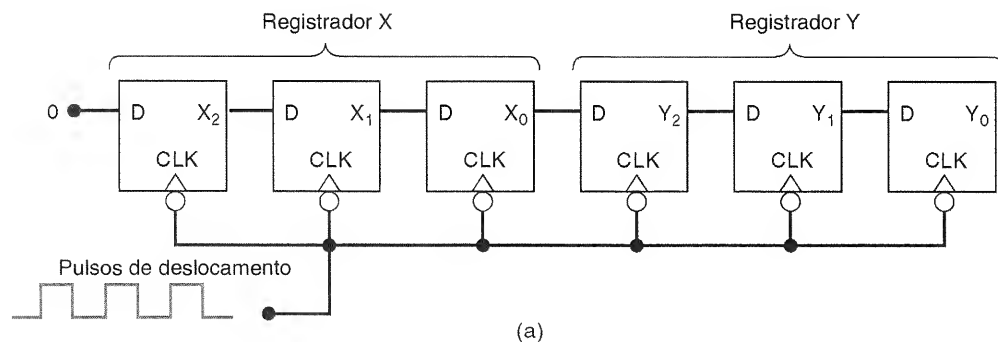 Registrador X Registrador Y
0 D X₂ D X₁ D X₀ D Y₂ D Y₁ D Y₀
CLK CLK CLK CLK CLK CLK
Pulsos de deslocamento
(a)